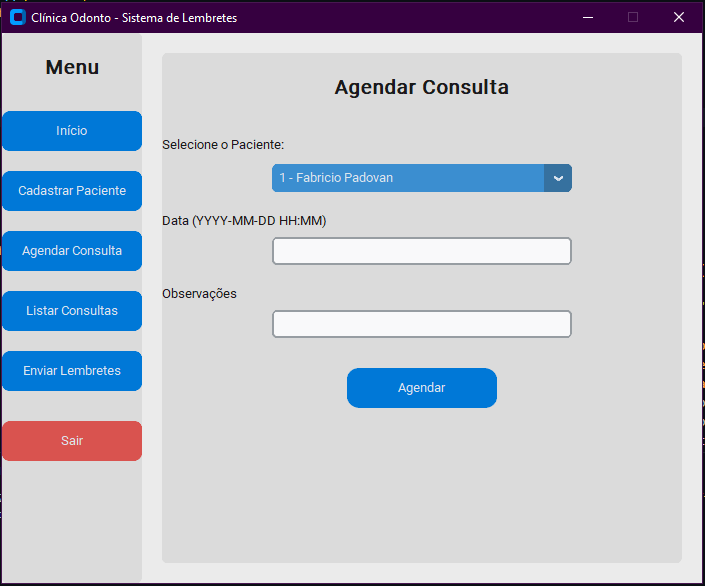 Clínica Odonto - Sistema de Lembretes
Menu
Início
Cadastrar Paciente
Agendar Consulta
Listar Consultas
Enviar Lembretes
Sair
Agendar Consulta
Selecione o Paciente:
1 - Fabricio Padovan
Data (YYYY-MM-DD HH:MM)
Observações
Agendar